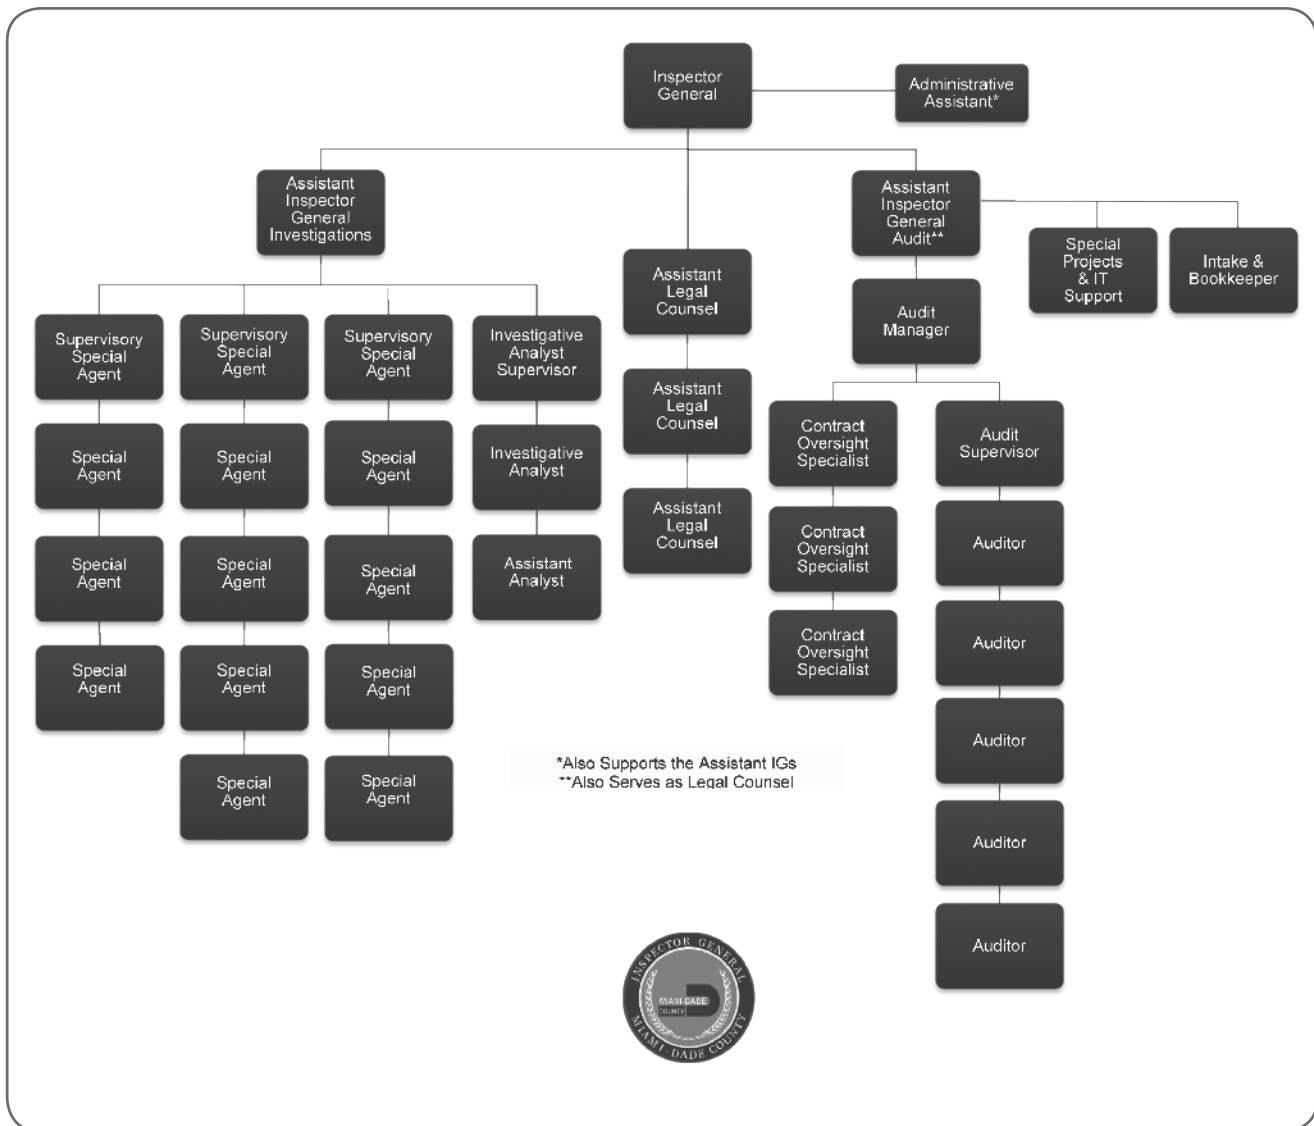 Inspector
General
Administrative
Assistant*
Assistant
Inspector
General
Investigations
Assistant
Inspector
General
Audit**
Special
Projects
& IT
Support
Intake &
Bookkeeper
Assistant
Legal
Counsel
Audit
Manager
Supervisory
Special
Agent
Supervisory
Special
Agent
Supervisory
Special
Agent
Investigative
Analyst
Supervisor
Assistant
Legal
Counsel
Contract
Oversight
Specialist
Audit
Supervisor
Special
Agent
Special
Agent
Special
Agent
Investigative
Analyst
Assistant
Legal
Counsel
Contract
Oversight
Specialist
Auditor
Special
Agent
Special
Agent
Special
Agent
Assistant
Analyst
Contract
Oversight
Specialist
Auditor
Special
Agent
Special
Agent
Special
Agent
Auditor
Special
Agent
Special
Agent
*Also Supports the Assistant IGs
**Also Serves as Legal Counsel
Auditor
Auditor
INSPECTOR GENERAL
MIAMI-DADE
COUNTY
MIAMI-DADE COUNTY